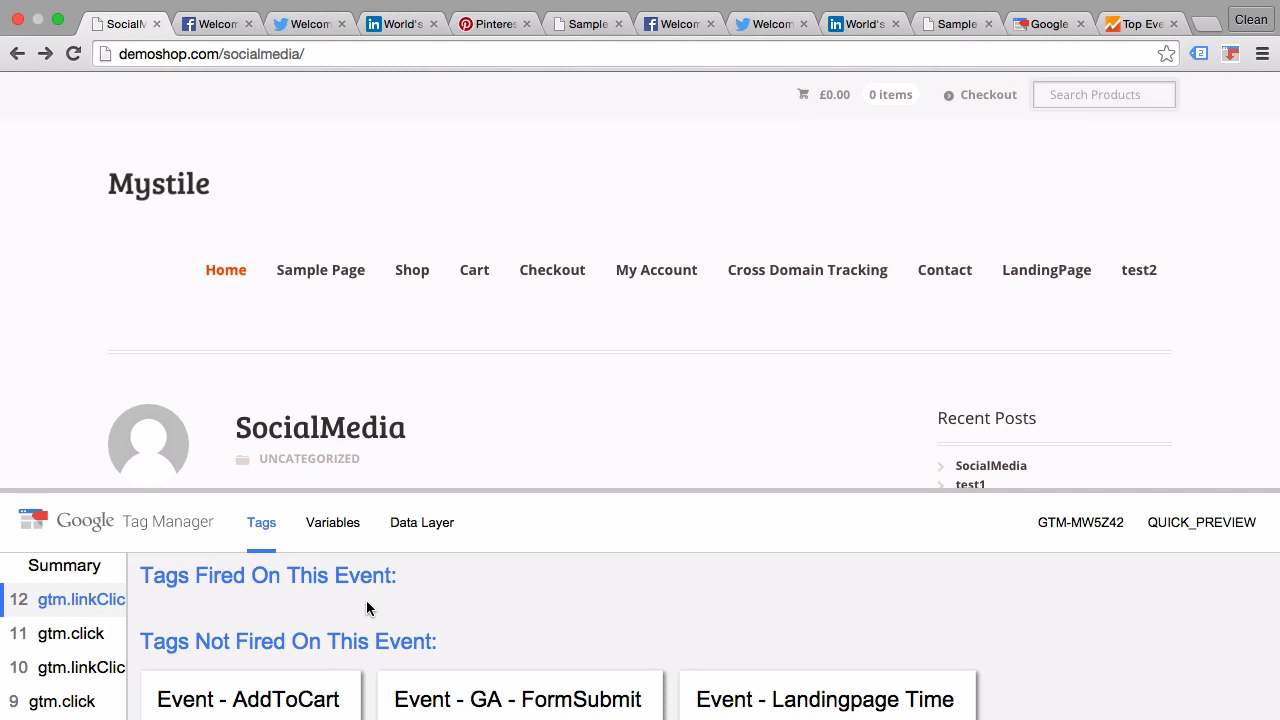 SocialM
Welcom
Welcom
World's
Pinteres
Sample
Welcom
Welcom
World's
Sample
Google
Top Eve
Clean
demoshop.com/socialmedia/
2
£0.00 0 items Checkout Search Products
Mystile
Home Sample Page Shop Cart Checkout My Account Cross Domain Tracking Contact LandingPage test2
SocialMedia
UNCATEGORIZED
Recent Posts
SocialMedia
test1
Google Tag Manager Tags Variables Data Layer GTM-MW5Z42 QUICK_PREVIEW
Summary
12 gtm.linkClic
11 gtm.click
10 gtm.linkClic
9 gtm.click
Tags Fired On This Event:
Tags Not Fired On This Event:
Event - AddToCart
Event - GA - FormSubmit
Event - Landingpage Time